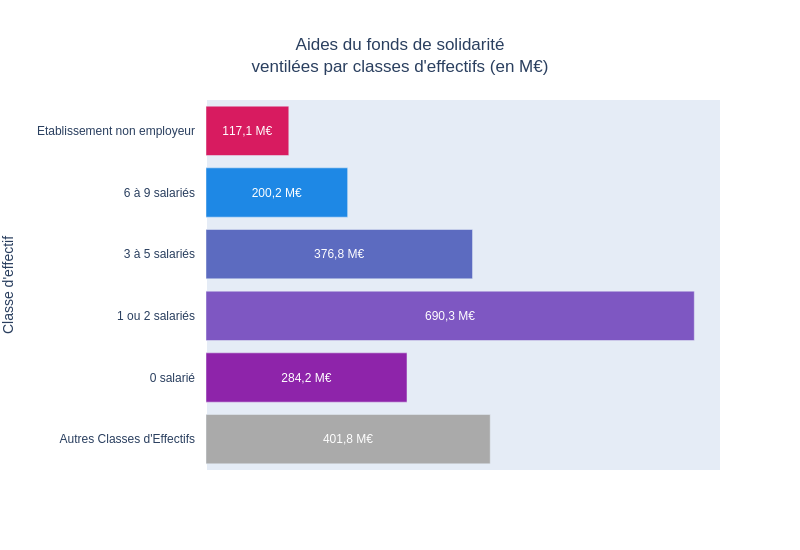 Aides du fonds de solidarité
ventilées par classes d'effectifs (en M€)
Classe d'effectif
Etablissement non employeur
117,1 M€
6 à 9 salariés
200,2 M€
3 à 5 salariés
376,8 M€
1 ou 2 salariés
690,3 M€
0 salarié
284,2 M€
Autres Classes d'Effectifs
401,8 M€